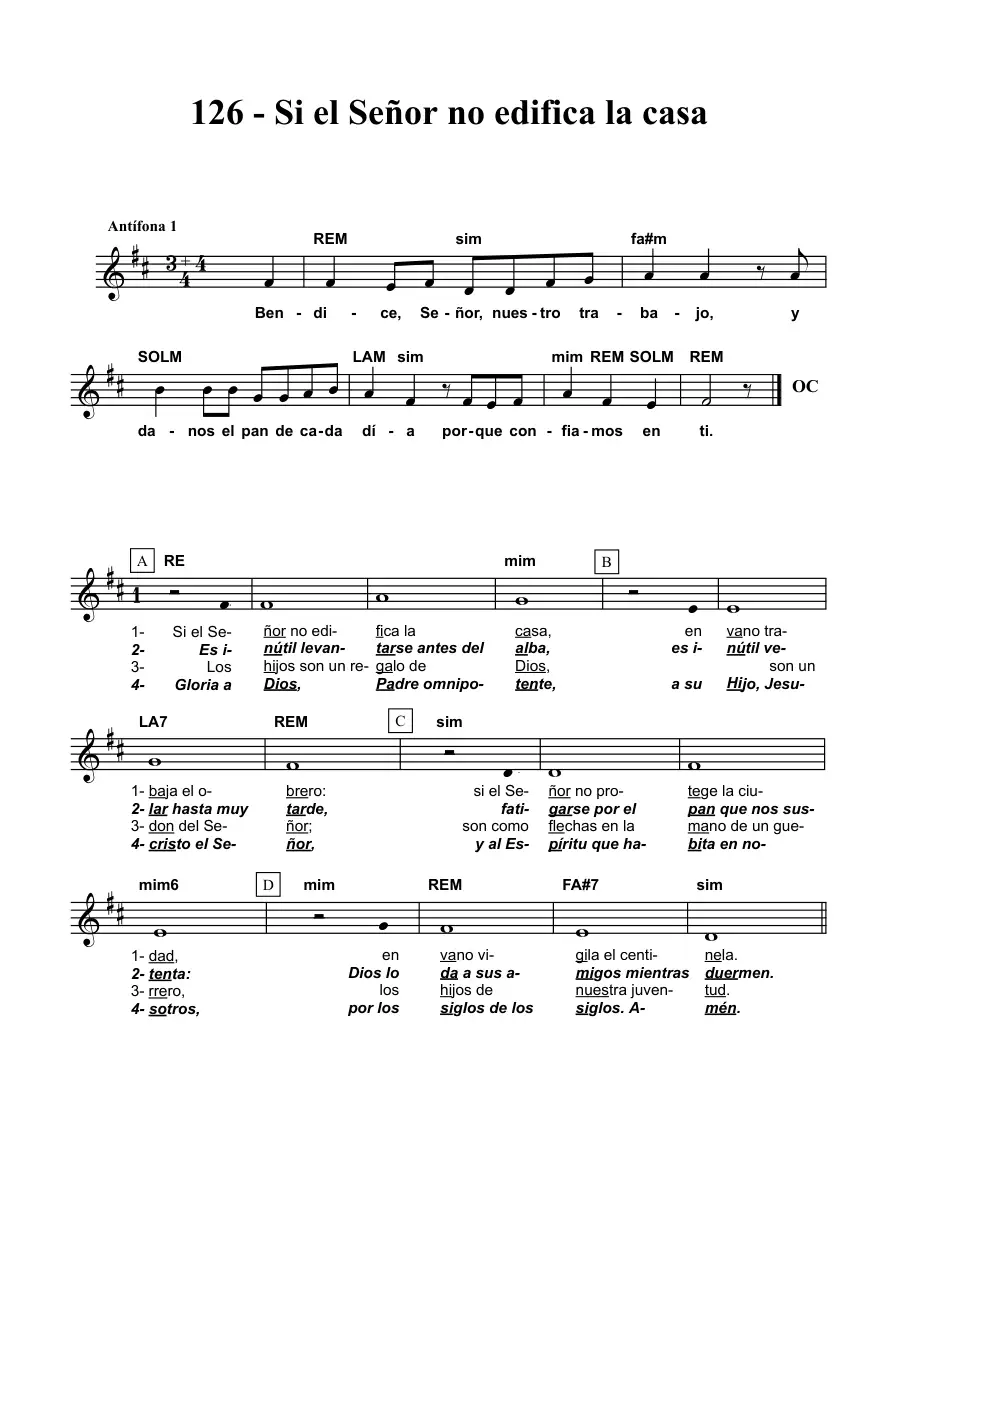 126 - Si el Señor no edifica la casa
Antífona 1
REM sim fa#m
3 + 4
4
Ben - di - ce, Se - ñor, nues - tro tra - ba - jo, y
SOLM LAM sim mim REM SOLM REM
OC
da - nos el pan de ca - da dí - a por - que con - fia - mos en ti.
A RE mim B
1
1- Si el Se- ñor no edi- fica la casa, en vano tra-
2- Es i- nútil levan- tarse antes del alba, es i- nútil ve-
3- Los hijos son un re- galo de Dios, son un
4- Gloria a Dios, Padre omnipo- tente, a su Hijo, Jesu-
LA7 REM C sim
1- baja el o- brero: si el Se- ñor no pro- tege la ciu-
2- lar hasta muy tarde, fati- garse por el pan que nos sus-
3- don del Se- ñor; son como flechas en la mano de un gue-
4- cristo el Se- ñor, y al Es- píritu que ha- bita en no-
mim6 D mim REM FA#7 sim
1- dad, en vano vi- gila el centi- nela.
2- tenta: Dios lo da a sus a- migos mientras duermen.
3- rrero, los hijos de nuestra juven- tud.
4- sotros, por los siglos de los siglos. A- mén.